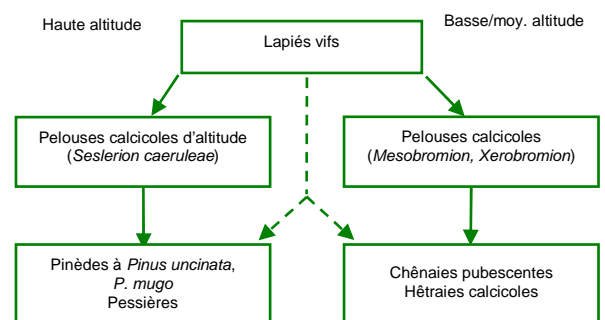 Haute altitude
Basse/moy. altitude
Lapiés vifs
Pelouses calcicoles d'altitude
(Seslerion caeruleae)
Pelouses calcicoles
(Mesobromion, Xerobromion)
Pinèdes à Pinus uncinata,
P. mugo
Pessières
Chênaies pubescentes
Hêtraies calcicoles